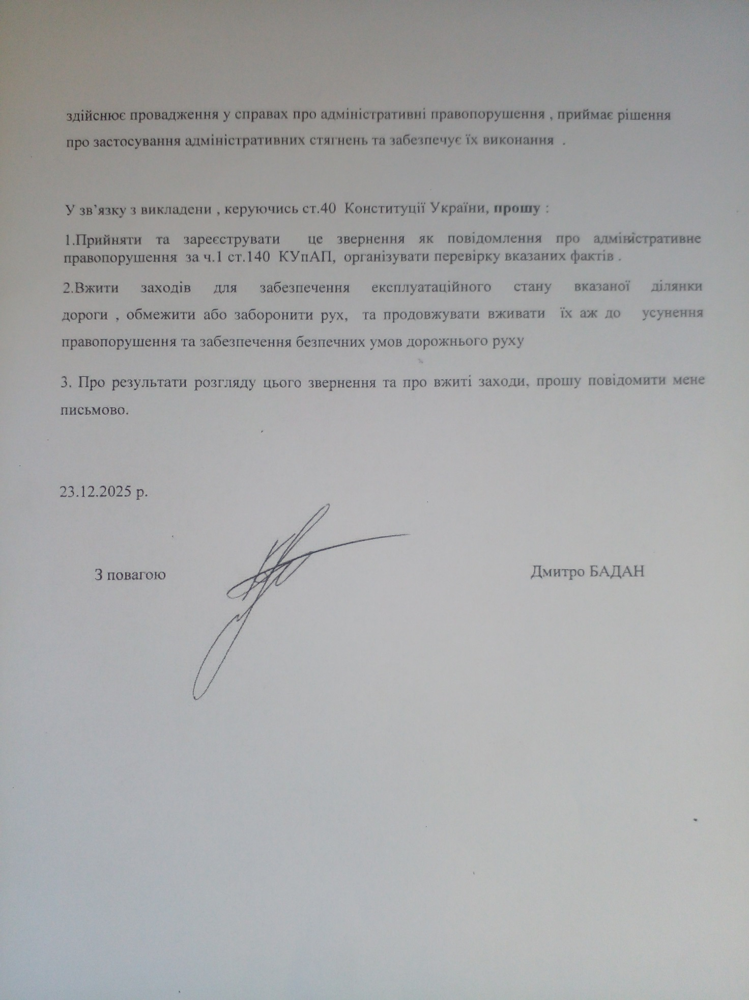 здійснює провадження у справах про адміністративні правопорушення , приймає рішення
про застосування адміністративних стягнень та забезпечує їх виконання .
У зв’язку з викладени , керуючись ст.40 Конституції України, прошу :
1.Прийняти та зареєструвати це звернення як повідомлення про адміністративне
правопорушення за ч.1 ст.140 КУпАП, організувати перевірку вказаних фактів .
2.Вжити заходів для забезпечення експлуатаційного стану вказаної ділянки
дороги , обмежити або заборонити рух, та продовжувати вживати їх аж до усунення
правопорушення та забезпечення безпечних умов дорожнього руху
3. Про результати розгляду цього звернення та про вжиті заходи, прошу повідомити мене
письмово.
23.12.2025 р.
З повагою Дмитро БАДАН